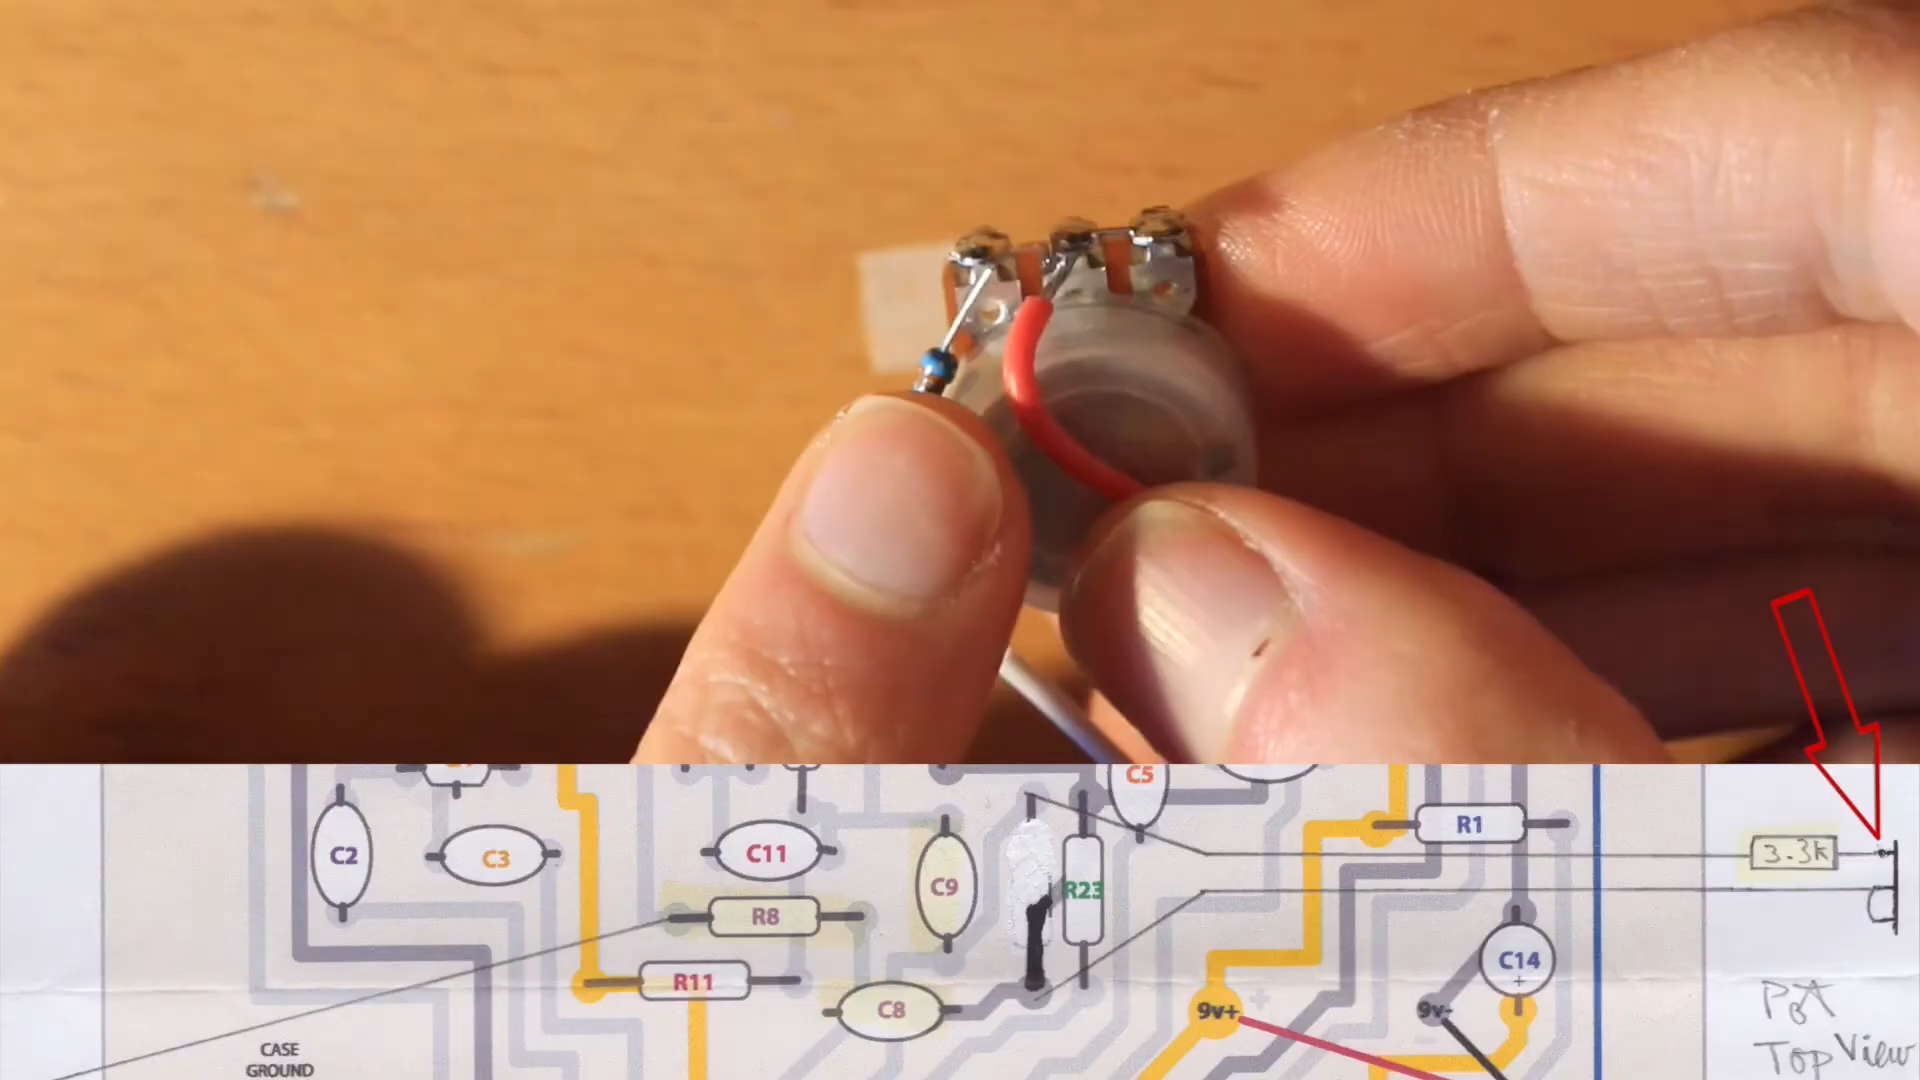 C5
R1
C2
C3
C11
3.3K
C9
R23
R8
R11
C14
+
C8
9v+
+
9v-
-
POT
TOP View
CASE
GROUND